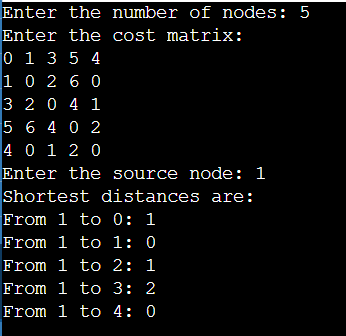 Enter the number of nodes: 5
Enter the cost matrix:
0 1 3 5 4
1 0 2 6 0
3 2 0 4 1
5 6 4 0 2
4 0 1 2 0
Enter the source node: 1
Shortest distances are:
From 1 to 0: 1
From 1 to 1: 0
From 1 to 2: 1
From 1 to 3: 2
From 1 to 4: 0